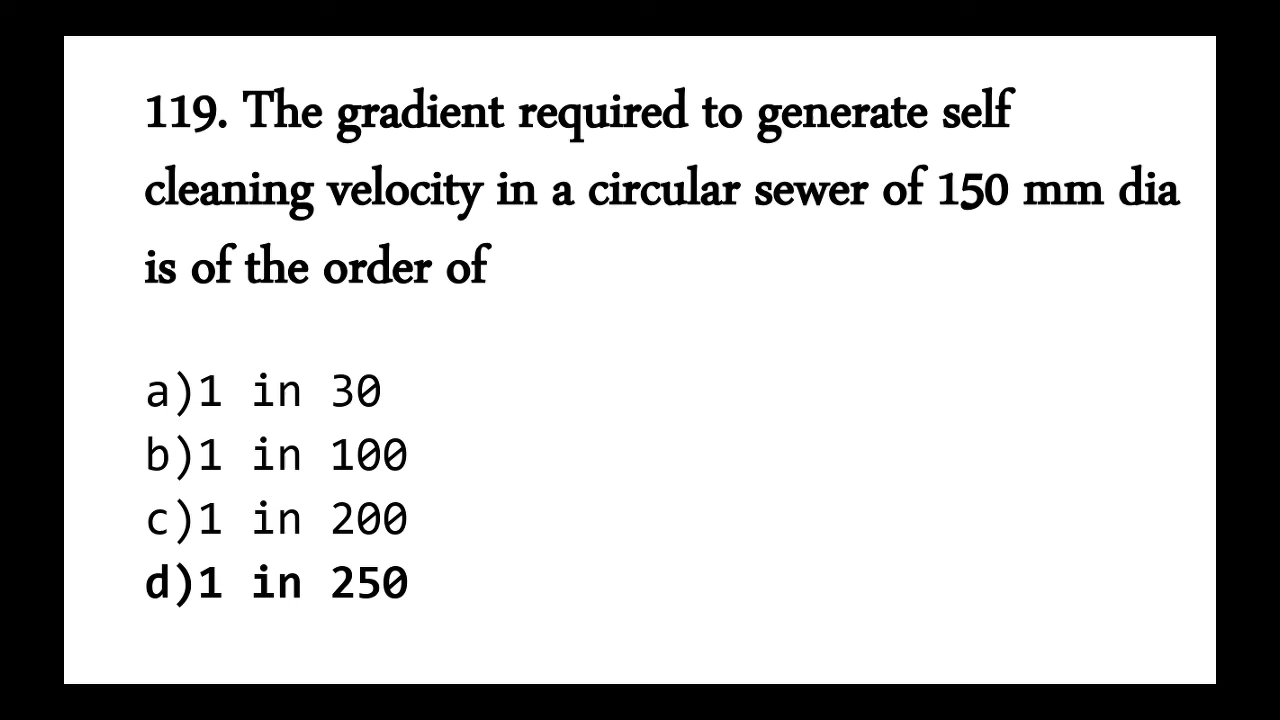 119. The gradient required to generate self
cleaning velocity in a circular sewer of 150 mm dia
is of the order of
a)1 in 30
b)1 in 100
c)1 in 200
d)1 in 250